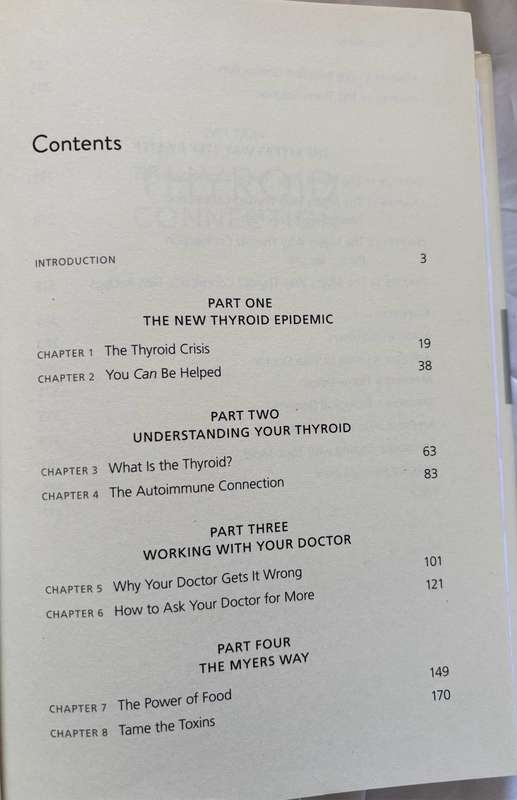 Contents
INTRODUCTION 3
PART ONE
THE NEW THYROID EPIDEMIC
CHAPTER 1 The Thyroid Crisis 19
CHAPTER 2 You Can Be Helped 38
PART TWO
UNDERSTANDING YOUR THYROID
CHAPTER 3 What Is the Thyroid? 63
CHAPTER 4 The Autoimmune Connection 83
PART THREE
WORKING WITH YOUR DOCTOR
CHAPTER 5 Why Your Doctor Gets It Wrong 101
CHAPTER 6 How to Ask Your Doctor for More 121
PART FOUR
THE MYERS WAY
CHAPTER 7 The Power of Food 149
CHAPTER 8 Tame the Toxins 170